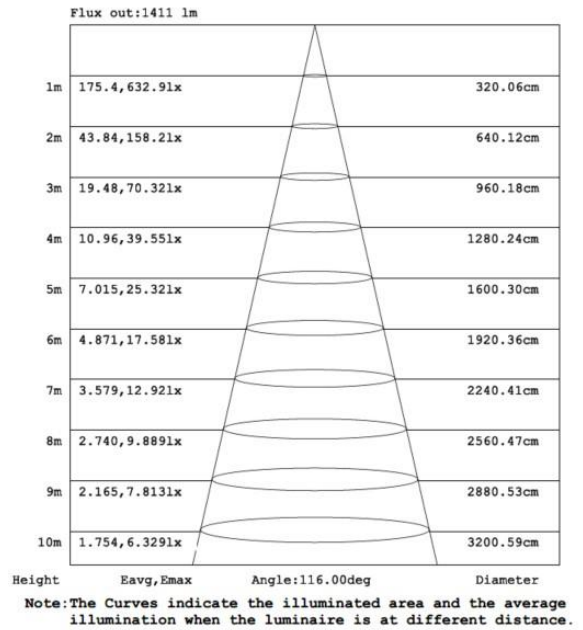 Flux out:1411 lm
1m 175.4,632.9lx 320.06cm
2m 43.84,158.2lx 640.12cm
3m 19.48,70.32lx 960.18cm
4m 10.96,39.55lx 1280.24cm
5m 7.015,25.32lx 1600.30cm
6m 4.871,17.58lx 1920.36cm
7m 3.579,12.92lx 2240.41cm
8m 2.740,9.889lx 2560.47cm
9m 2.165,7.813lx 2880.53cm
10m 1.754,6.329lx 3200.59cm
Height Eavg,Emax Angle:116.00deg Diameter
Note:The Curves indicate the illuminated area and the average
illumination when the luminaire is at different distance.